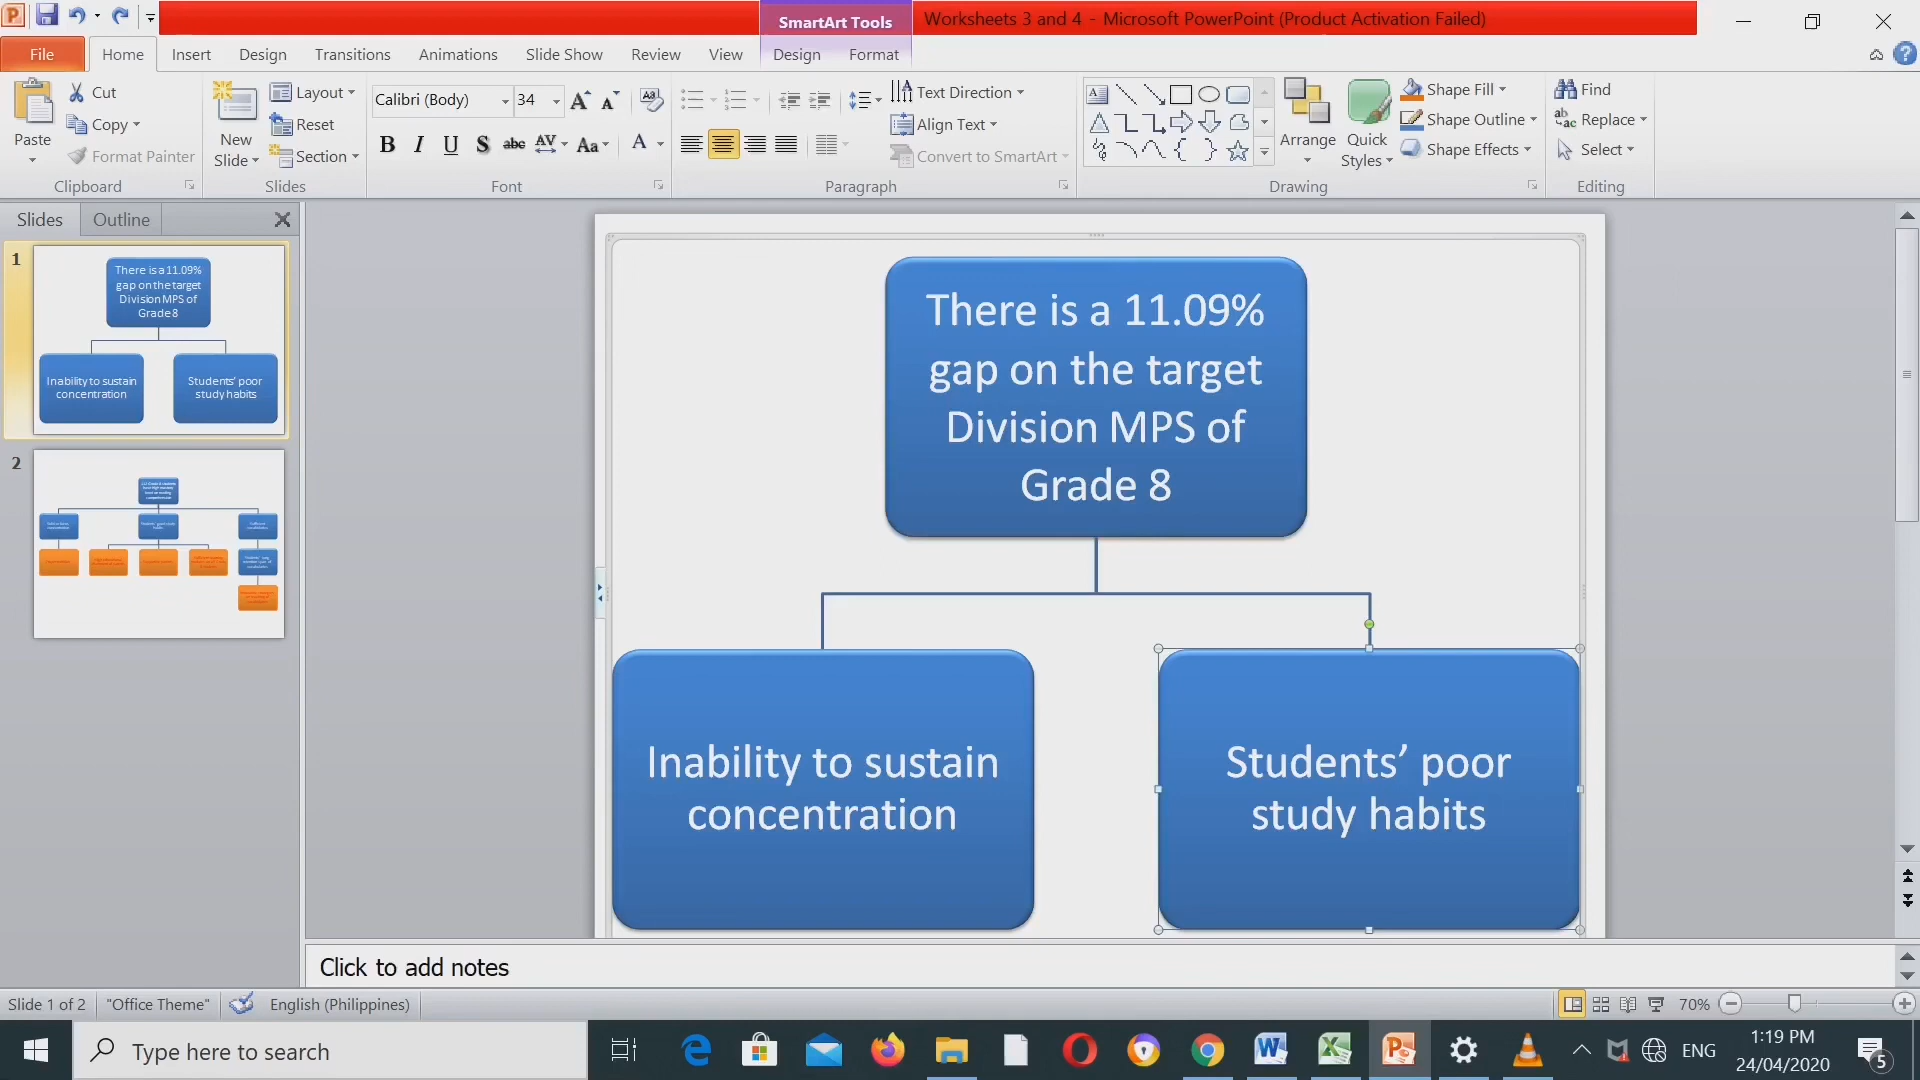 SmartArt Tools
Worksheets 3 and 4 - Microsoft PowerPoint (Product Activation Failed)
File Home Insert Design Transitions Animations Slide Show Review View Design Format
Paste
Cut
Copy
Format Painter
Clipboard
New
Slide
Layout
Reset
Section
Slides
Calibri (Body) 34
B I U S abc AV Aa A
Font
Text Direction
Align Text
Convert to SmartArt
Paragraph
Arrange
Quick
Styles
Shape Fill
Shape Outline
Shape Effects
Drawing
Find
Replace
Select
Editing
Slides Outline
1
There is a 11.09%
gap on the target
Division MPS of
Grade 8
Inability to sustain
concentration
Students' poor
study habits
2
There is a 11.09%
gap on the target
Division MPS of
Grade 8
Inability to sustain
concentration
Students’ poor
study habits
Click to add notes
Slide 1 of 2 "Office Theme" English (Philippines) 70%
Type here to search
ENG
1:19 PM
24/04/2020
5